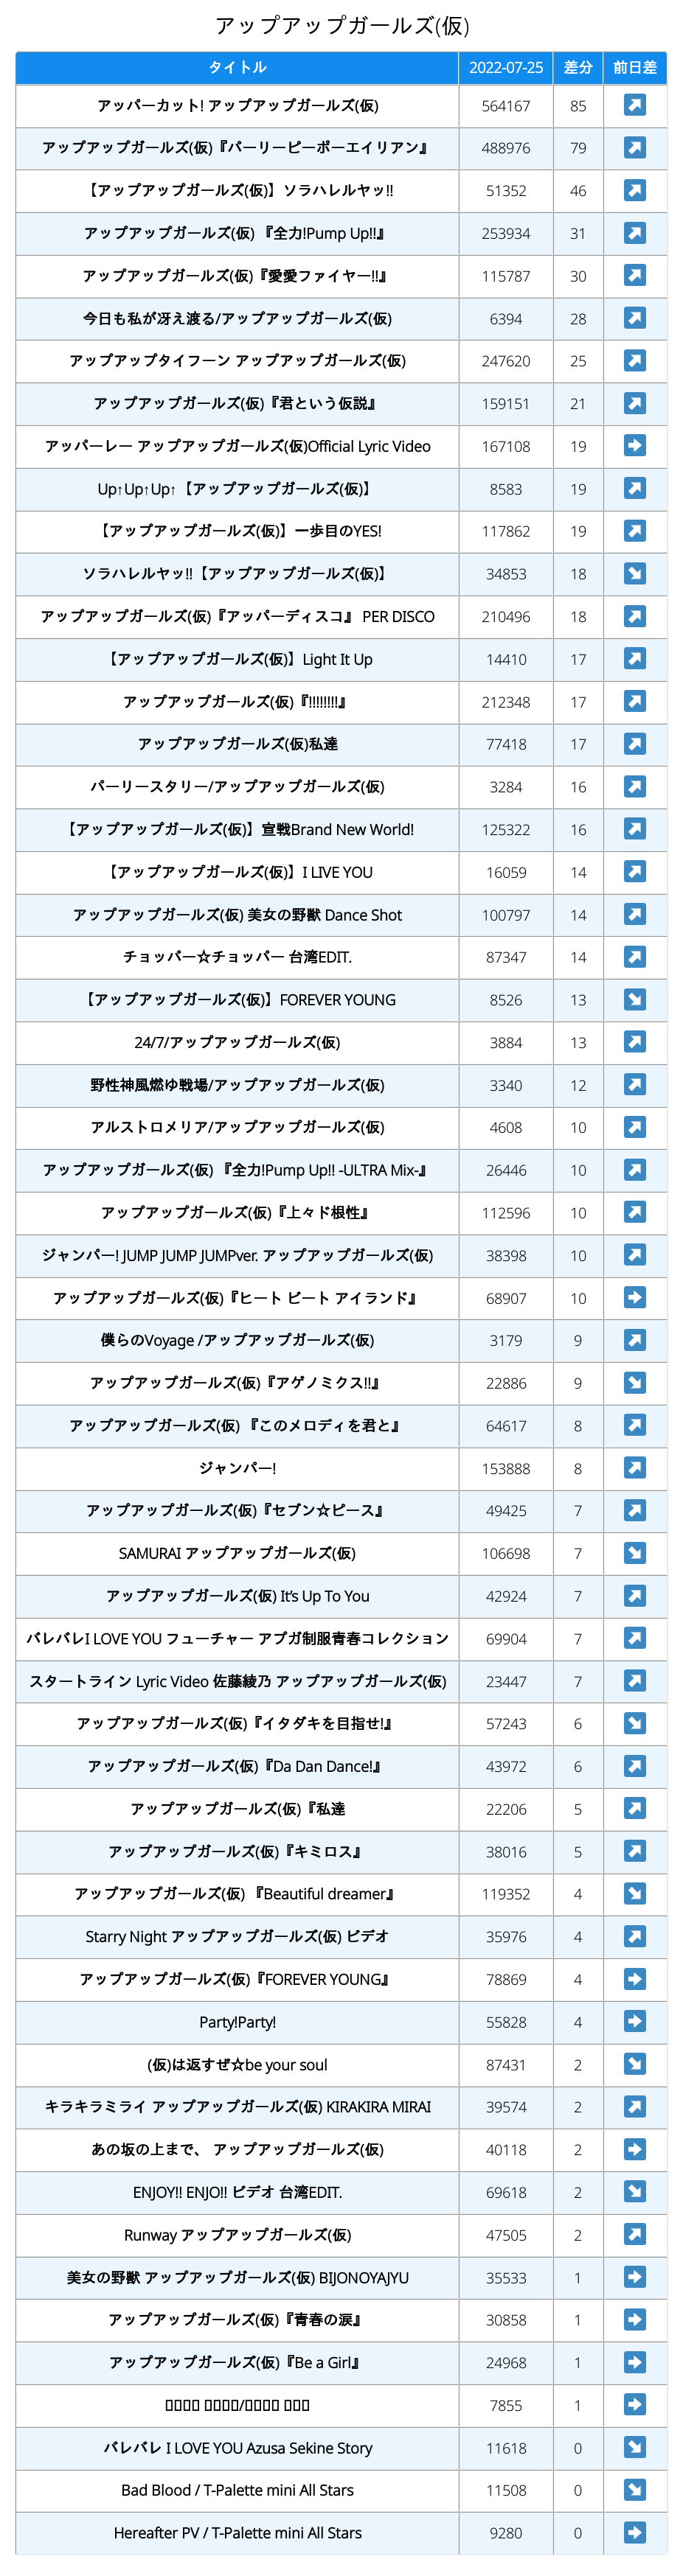 アップアップガールズ(仮)
タイトル 2022-07-25 差分 前日差
アッパーカット! アップアップガールズ(仮) 564167 85 ↗
アップアップガールズ(仮)『パーリーピーポーエイリアン』 488976 79 ↗
【アップアップガールズ(仮)】ソラハレルヤッ!! 51352 46 ↗
アップアップガールズ(仮) 『全力!Pump Up!!』 253934 31 ↗
アップアップガールズ(仮)『愛愛ファイヤー!!』 115787 30 ↗
今日も私が冴え渡る/アップアップガールズ(仮) 6394 28 ↗
アップアップタイフーン アップアップガールズ(仮) 247620 25 ↗
アップアップガールズ(仮)『君という仮説』 159151 21 ↗
アッパーレー アップアップガールズ(仮)Official Lyric Video 167108 19 ➡
Up↑Up↑Up↑【アップアップガールズ(仮)】 8583 19 ↗
【アップアップガールズ(仮)】一歩目のYES! 117862 19 ↗
ソラハレルヤッ!!【アップアップガールズ(仮)】 34853 18 ↘
アップアップガールズ(仮)『アッパーディスコ』 PER DISCO 210496 18 ↗
【アップアップガールズ(仮)】Light It Up 14410 17 ↗
アップアップガールズ(仮)『!!!!!!!!』 212348 17 ↗
アップアップガールズ(仮)私達 77418 17 ↗
パーリースタリー/アップアップガールズ(仮) 3284 16 ↗
【アップアップガールズ(仮)】宣戦Brand New World! 125322 16 ↗
【アップアップガールズ(仮)】I LIVE YOU 16059 14 ↗
アップアップガールズ(仮) 美女の野獣 Dance Shot 100797 14 ↗
チョッパー☆チョッパー 台湾EDIT. 87347 14 ↗
【アップアップガールズ(仮)】FOREVER YOUNG 8526 13 ↘
24/7/アップアップガールズ(仮) 3884 13 ↗
野性神風燃ゆ戦場/アップアップガールズ(仮) 3340 12 ↗
アルストロメリア/アップアップガールズ(仮) 4608 10 ↗
アップアップガールズ(仮) 『全力!Pump Up!! -ULTRA Mix-』 26446 10 ↗
アップアップガールズ(仮)『上々ド根性』 112596 10 ↗
ジャンパー! JUMP JUMP JUMPver. アップアップガールズ(仮) 38398 10 ↗
アップアップガールズ(仮)『ヒート ビート アイランド』 68907 10 ➡
僕らのVoyage /アップアップガールズ(仮) 3179 9 ↗
アップアップガールズ(仮)『アゲノミクス!!』 22886 9 ↘
アップアップガールズ(仮) 『このメロディを君と』 64617 8 ↗
ジャンパー! 153888 8 ↗
アップアップガールズ(仮)『セブン☆ピース』 49425 7 ↗
SAMURAI アップアップガールズ(仮) 106698 7 ↘
アップアップガールズ(仮) It's Up To You 42924 7 ↗
バレバレI LOVE YOU フューチャー アプガ制服青春コレクション 69904 7 ↗
スタートライン Lyric Video 佐藤綾乃 アップアップガールズ(仮) 23447 7 ↗
アップアップガールズ(仮)『イタダキを目指せ!』 57243 6 ↘
アップアップガールズ(仮)『Da Dan Dance!』 43972 6 ↗
アップアップガールズ(仮)『私達 22206 5 ↗
アップアップガールズ(仮)『キミロス』 38016 5 ↗
アップアップガールズ(仮) 『Beautiful dreamer』 119352 4 ↘
Starry Night アップアップガールズ(仮) ビデオ 35976 4 ↗
アップアップガールズ(仮)『FOREVER YOUNG』 78869 4 ➡
Party!Party! 55828 4 ➡
(仮)は返すぜ☆be your soul 87431 2 ↘
キラキラミライ アップアップガールズ(仮) KIRAKIRA MIRAI 39574 2 ↗
あの坂の上まで、 アップアップガールズ(仮) 40118 2 ➡
ENJOY!! ENJO!! ビデオ 台湾EDIT. 69618 2 ↘
Runway アップアップガールズ(仮) 47505 2 ↗
美女の野獣 アップアップガールズ(仮) BIJONOYAJYU 35533 1 ➡
アップアップガールズ(仮)『青春の涙』 30858 1 ➡
アップアップガールズ(仮)『Be a Girl』 24968 1 ➡
7855 1 ➡
バレバレ I LOVE YOU Azusa Sekine Story 11618 0 ↘
Bad Blood / T-Palette mini All Stars 11508 0 ↘
Hereafter PV / T-Palette mini All Stars 9280 0 ➡